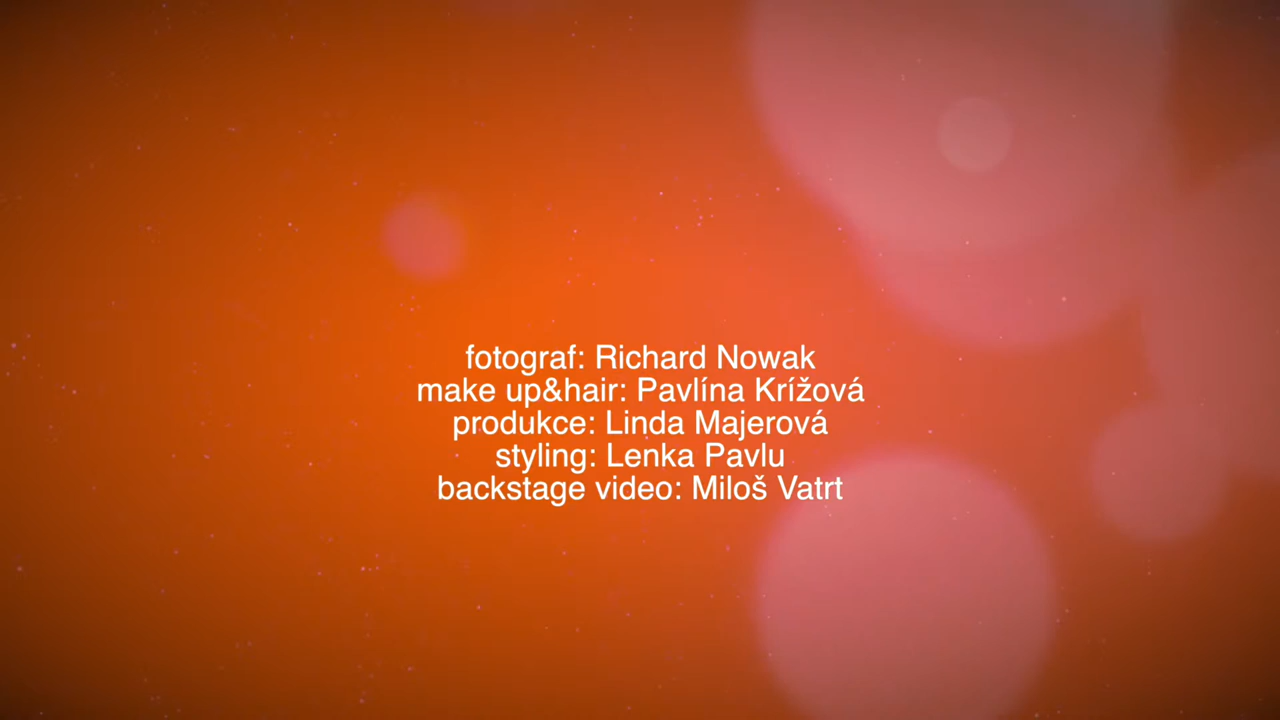 fotograf: Richard Nowak
make up&hair: Pavlína Krížová
produkce: Linda Majerová
styling: Lenka Pavlu
backstage video: Miloš Vatrt